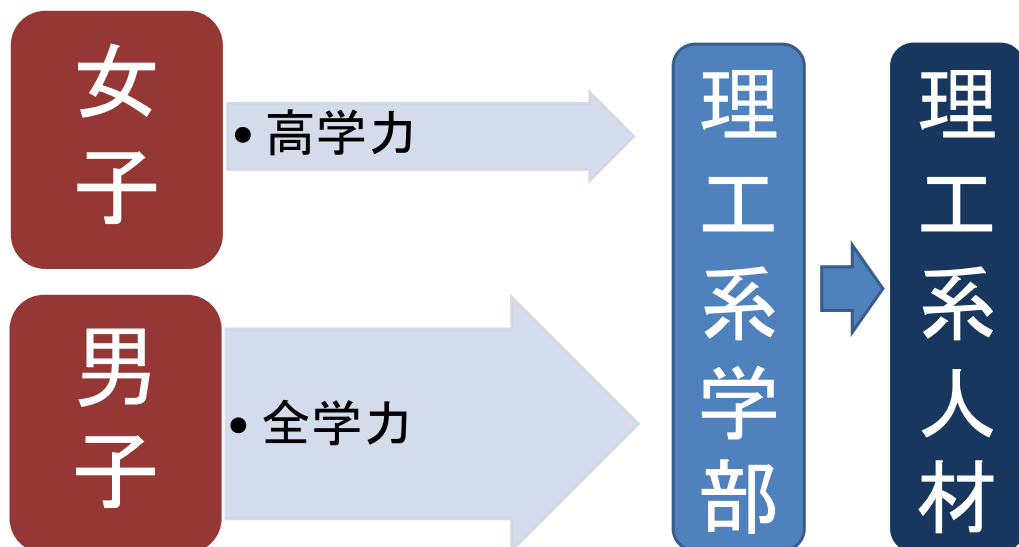 女子
• 高学力
男子
• 全学力
理工系学部
理工系人材